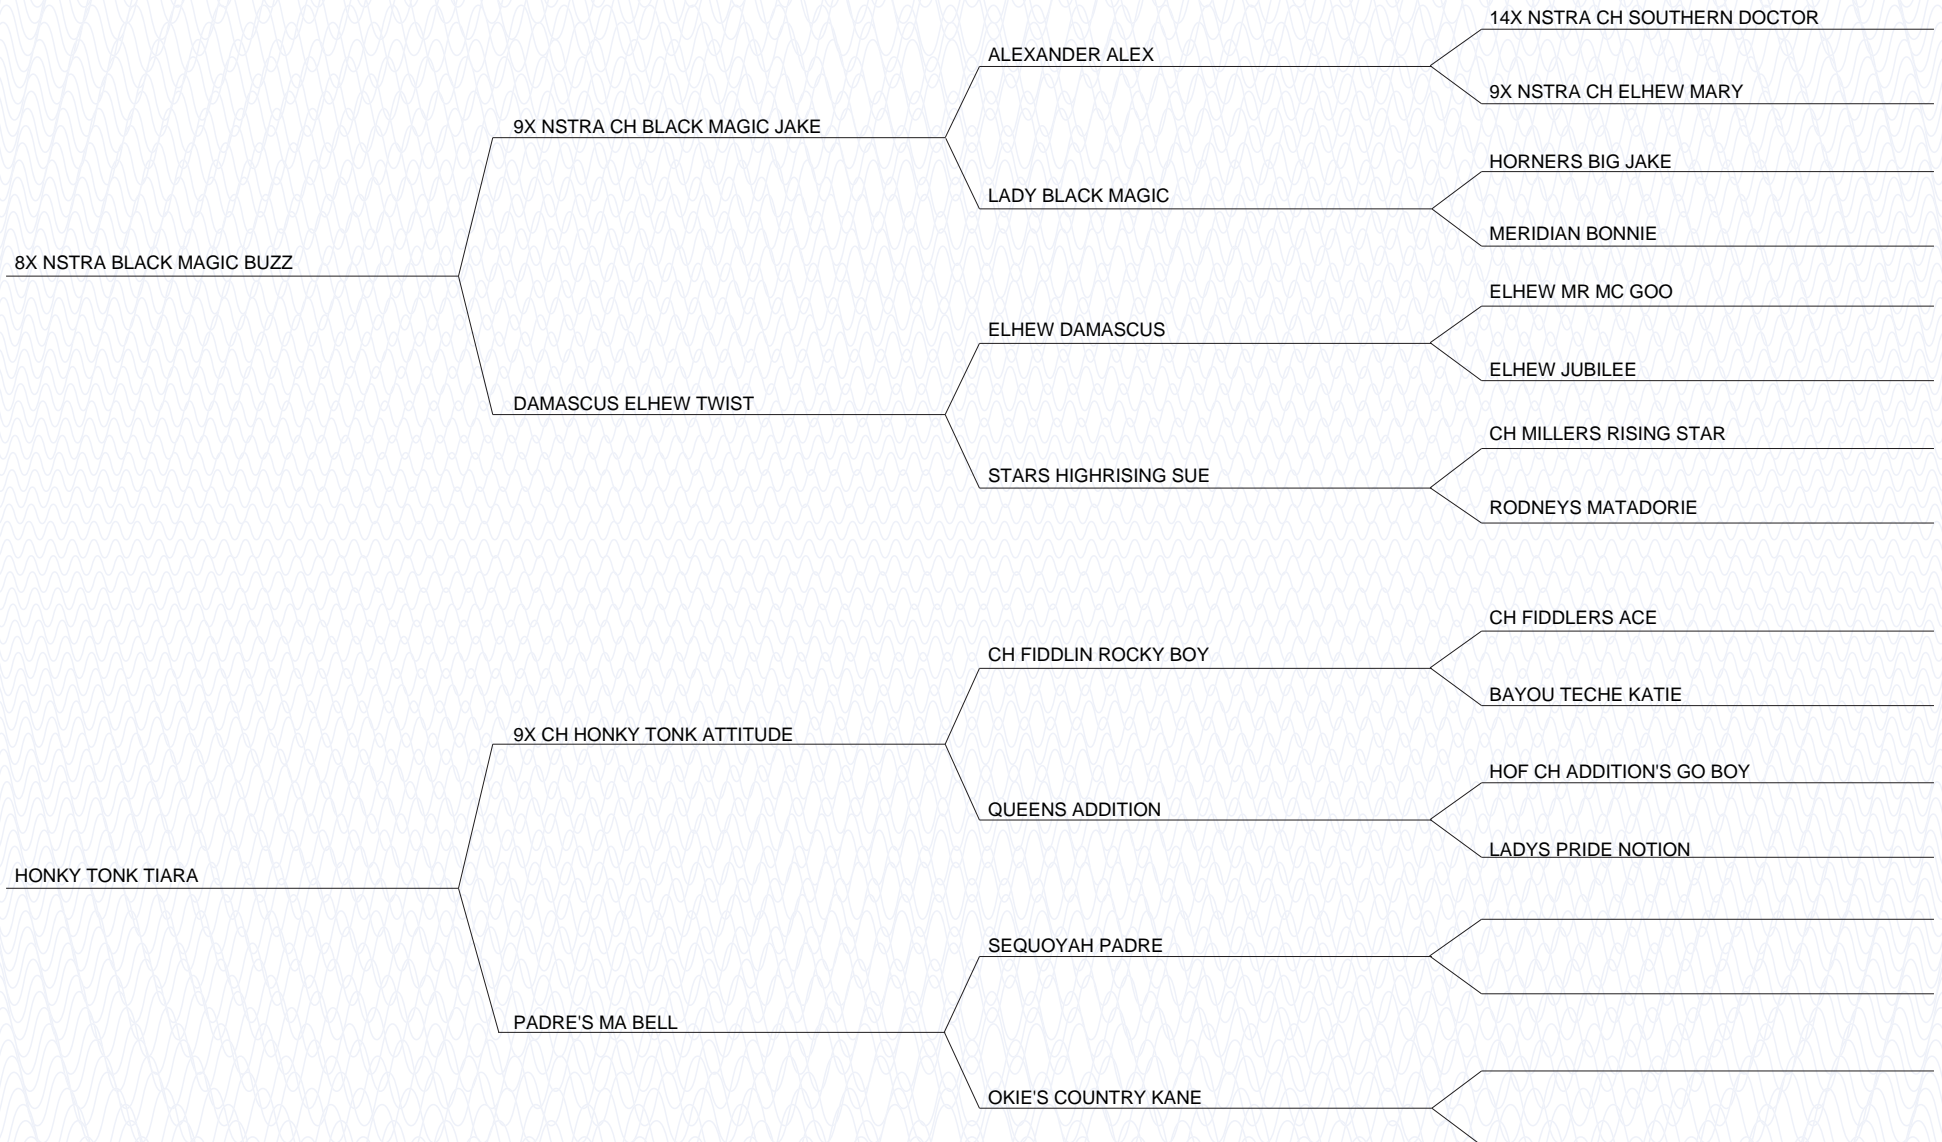 14X NSTRA CH SOUTHERN DOCTOR
ALEXANDER ALEX
9X NSTRA CH ELHEW MARY
9X NSTRA CH BLACK MAGIC JAKE
HORNERS BIG JAKE
LADY BLACK MAGIC
MERIDIAN BONNIE
8X NSTRA BLACK MAGIC BUZZ
ELHEW MR MC GOO
ELHEW DAMASCUS
ELHEW JUBILEE
DAMASCUS ELHEW TWIST
CH MILLERS RISING STAR
STARS HIGHRISING SUE
RODNEYS MATADORIE
CH FIDDLERS ACE
CH FIDDLIN ROCKY BOY
BAYOU TECHE KATIE
9X CH HONKY TONK ATTITUDE
HOF CH ADDITION'S GO BOY
QUEENS ADDITION
LADYS PRIDE NOTION
HONKY TONK TIARA
SEQUOYAH PADRE
PADRE'S MA BELL
OKIE'S COUNTRY KANE